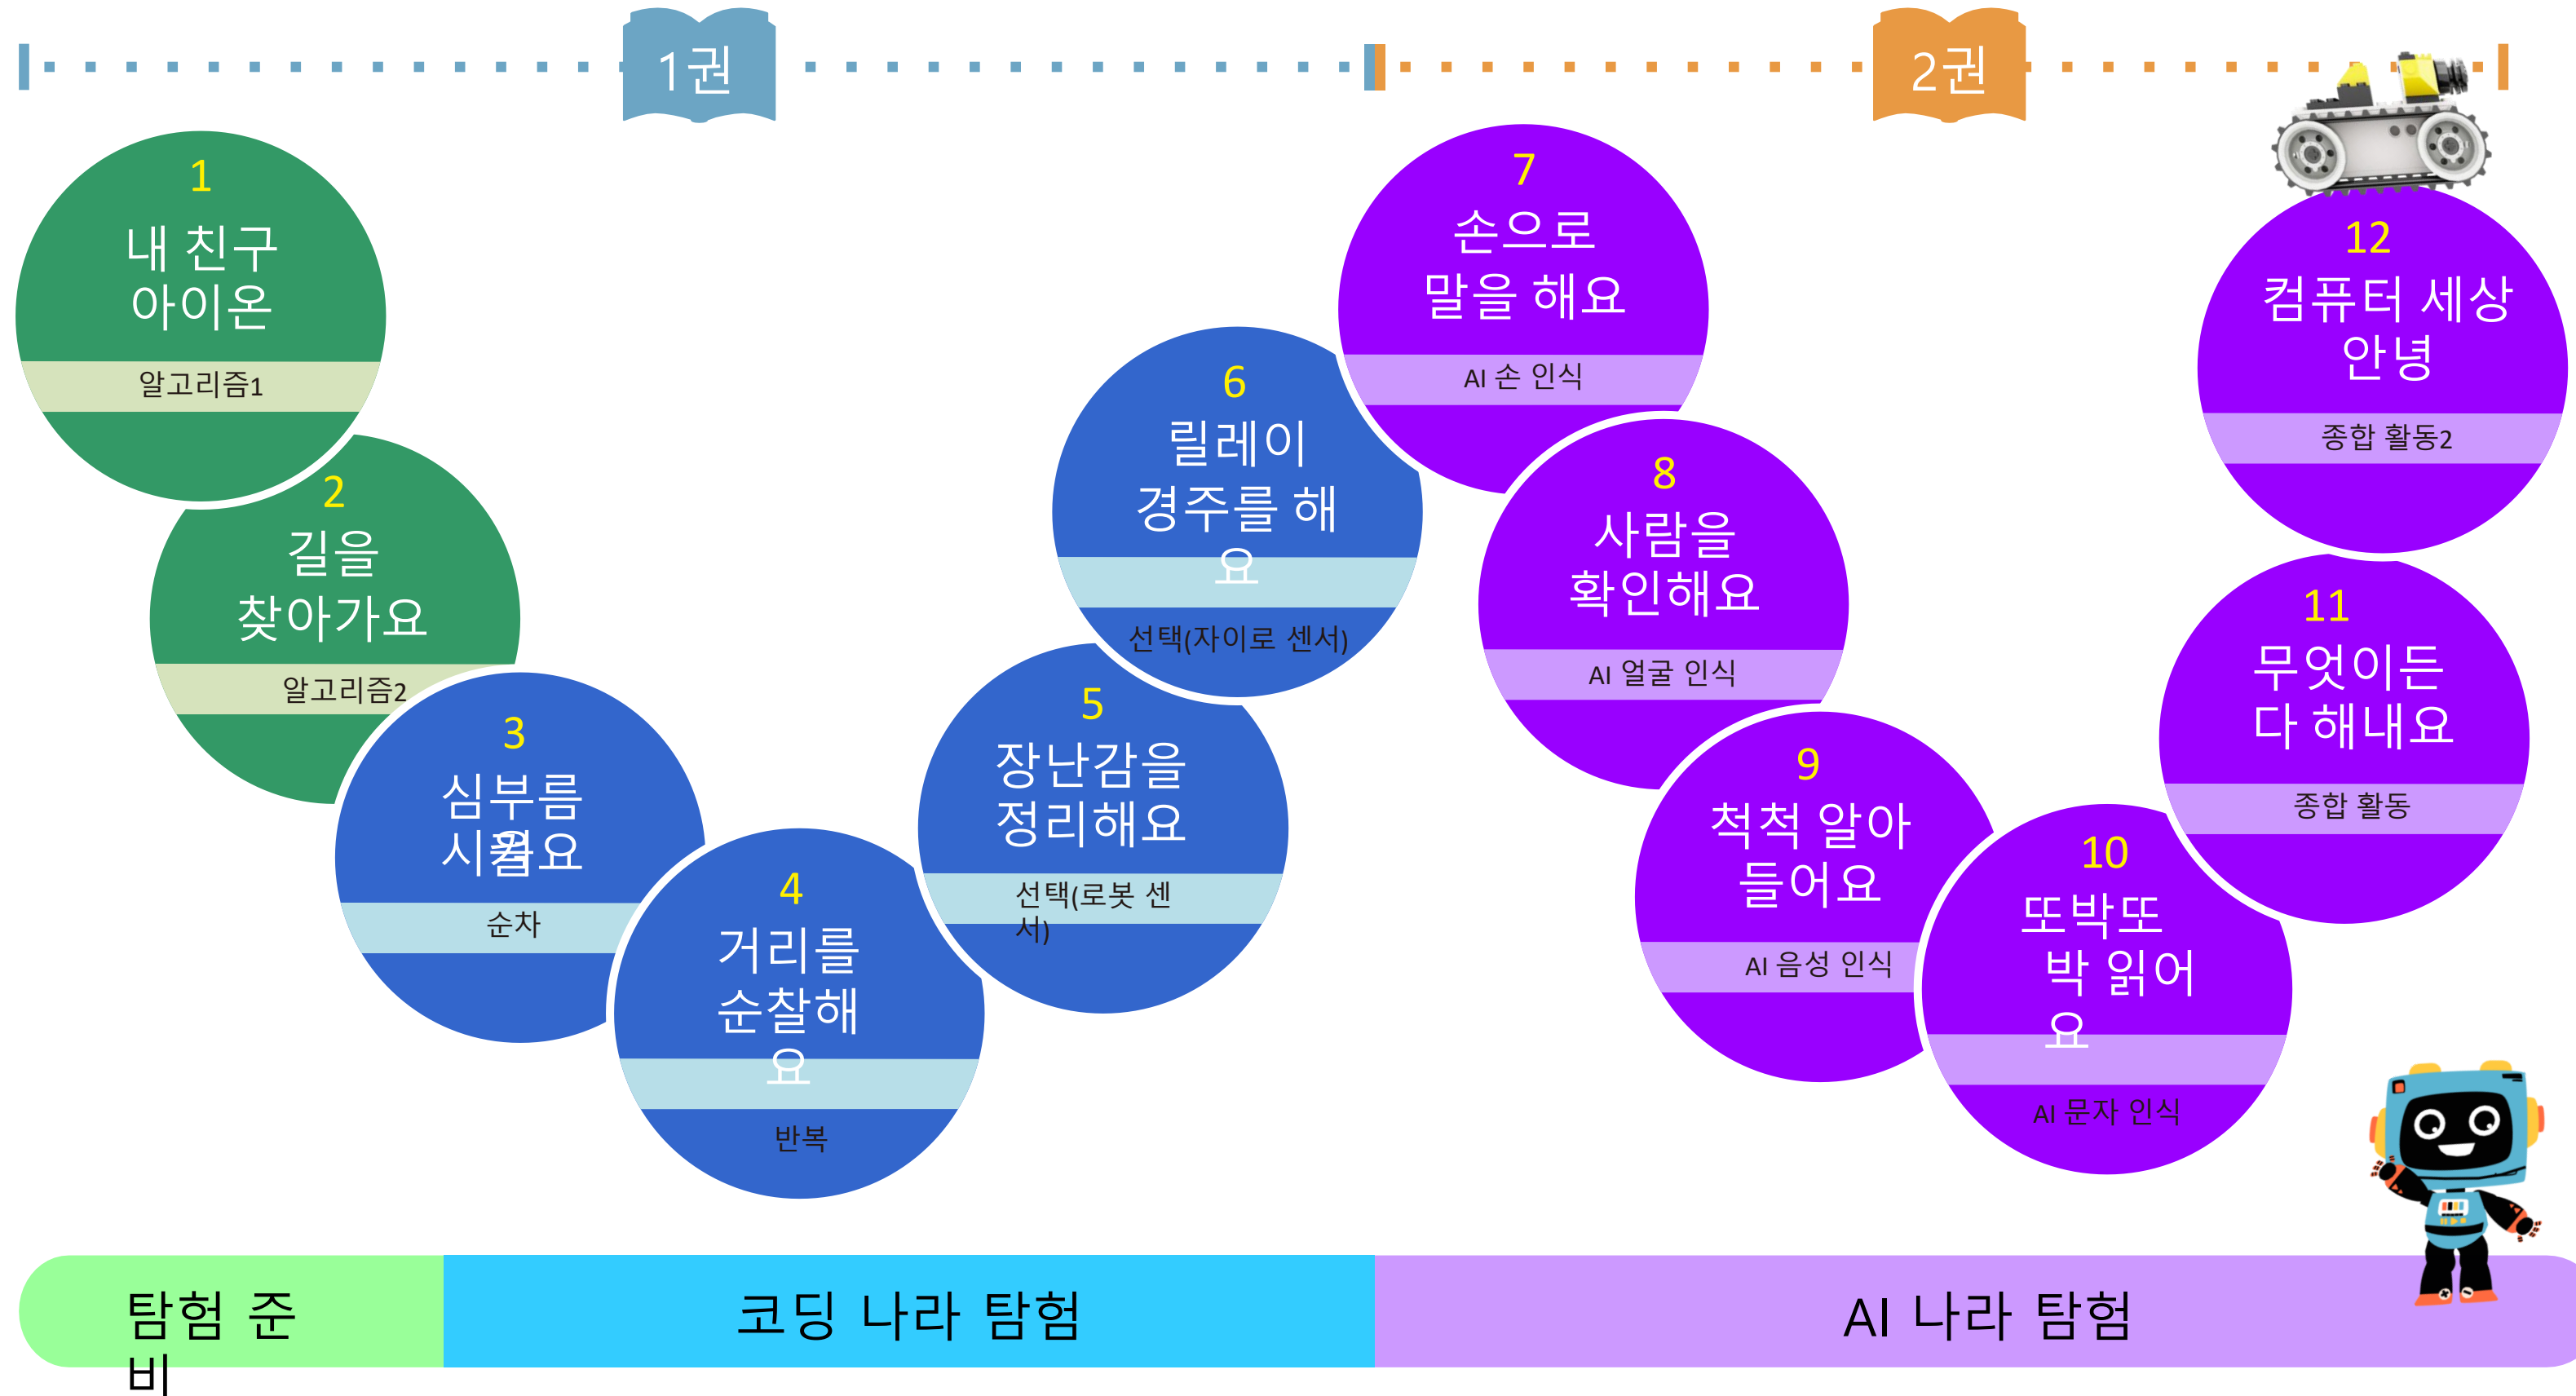 1권
2권
1
내 친구
아이온
알고리즘1
2
길을
찾아가요
알고리즘2
3
심부름을
시켜요
순차
4
거리를
순찰해
요
반복
5
장난감을
정리해요
선택(로봇 센
서)
6
릴레이
경주를 해
요
선택(자이로 센서)
7
손으로
말을 해요
AI 손 인식
8
사람을
확인해요
AI 얼굴 인식
9
척척 알아
들어요
AI 음성 인식
10
또박또
박 읽어
요
AI 문자 인식
11
무엇이든
다 해내요
종합 활동
12
컴퓨터 세상
안녕
종합 활동2
탐험 준
비
코딩 나라 탐험
AI 나라 탐험